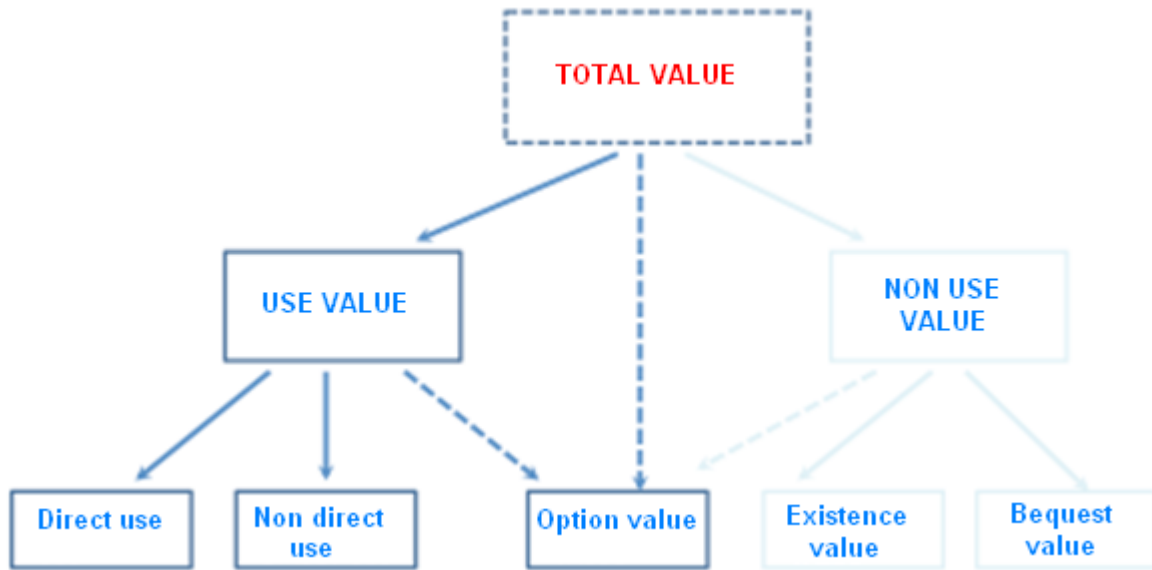 TOTAL VALUE
USE VALUE
NON USE
VALUE
Direct use
Non direct
use
Option value
Existence
value
Bequest
value